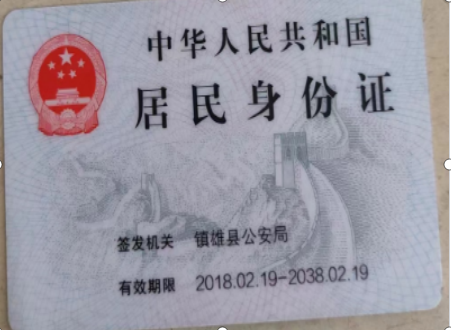 中华人民共和国
居民身份证
签发机关 镇雄县公安局
有效期限 2018.02.19-2038.02.19